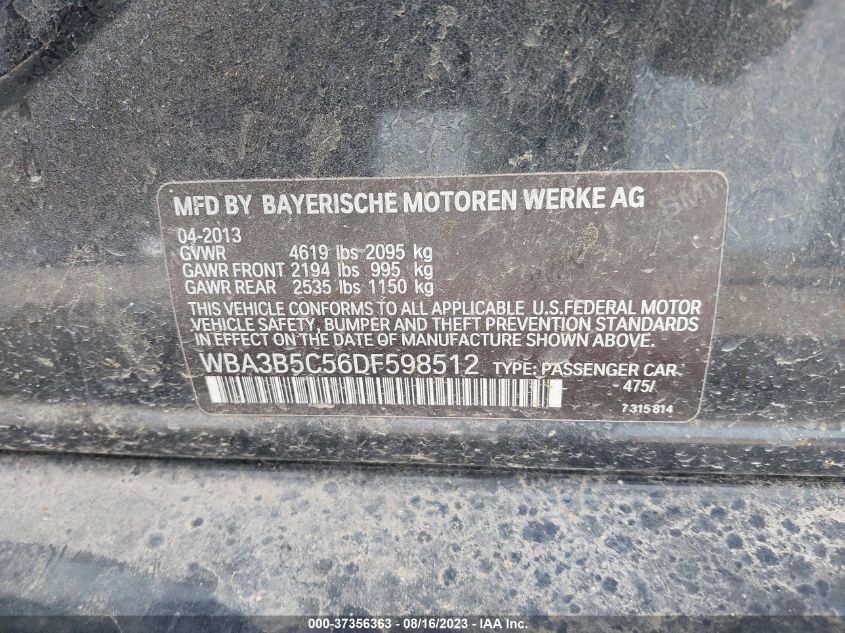 MFD BY BAYERISCHE MOTOREN WERKE AG
BMW
04-2013
GVWR 4619 lbs 2095 kg
GAWR FRONT 2194 lbs 995 kg
GAWR REAR 2535 lbs 1150 kg
THIS VEHICLE CONFORMS TO ALL APPLICABLE U.S.FEDERAL MOTOR
VEHICLE SAFETY, BUMPER AND THEFT PREVENTION STANDARDS
IN EFFECT ON THE DATE OF MANUFACTURE SHOWN ABOVE.
WBA3B5C56DF598512 TYPE: PASSENGER CAR
475/
7 315 814
000-37356363 - 08/16/2023 - Copyright © IAA, Inc.